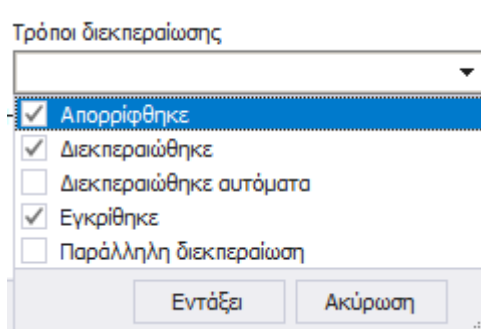 Τρόποι διεκπεραίωσης
Απορρίφθηκε
Διεκπεραιώθηκε
Διεκπεραιώθηκε αυτόματα
Εγκρίθηκε
Παράλληλη διεκπεραίωση
Εντάξει Ακύρωση